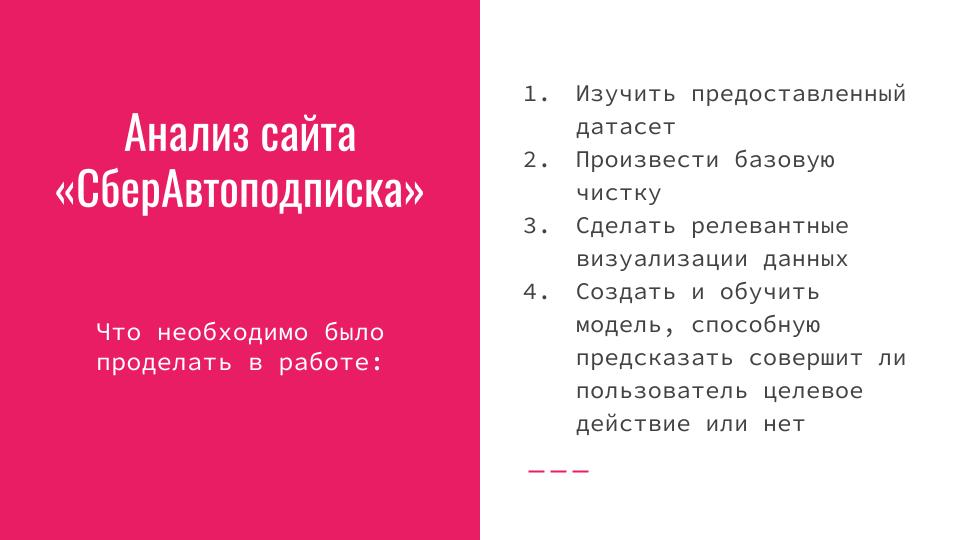 Анализ сайта
«СберАвтоподписка»
Что необходимо было
проделать в работе:
1. Изучить предоставленный
датасет
2. Произвести базовую
чистку
3. Сделать релевантные
визуализации данных
4. Создать и обучить
модель, способную
предсказать совершит ли
пользователь целевое
действие или нет